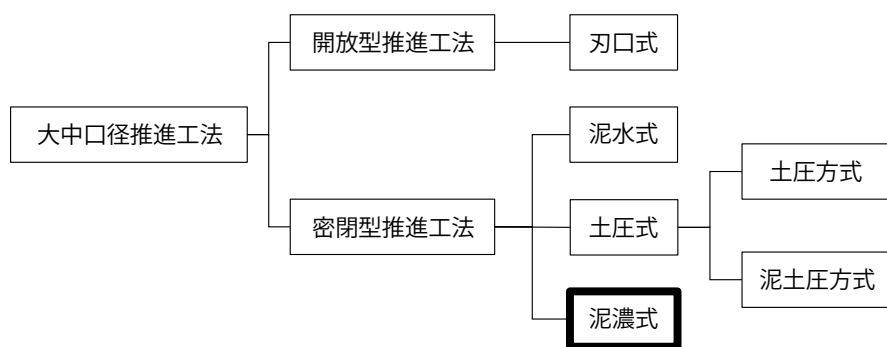 開放型推進工法
刃口式
大中口径推進工法
泥水式
土圧方式
密閉型推進工法
土圧式
泥土圧方式
泥濃式